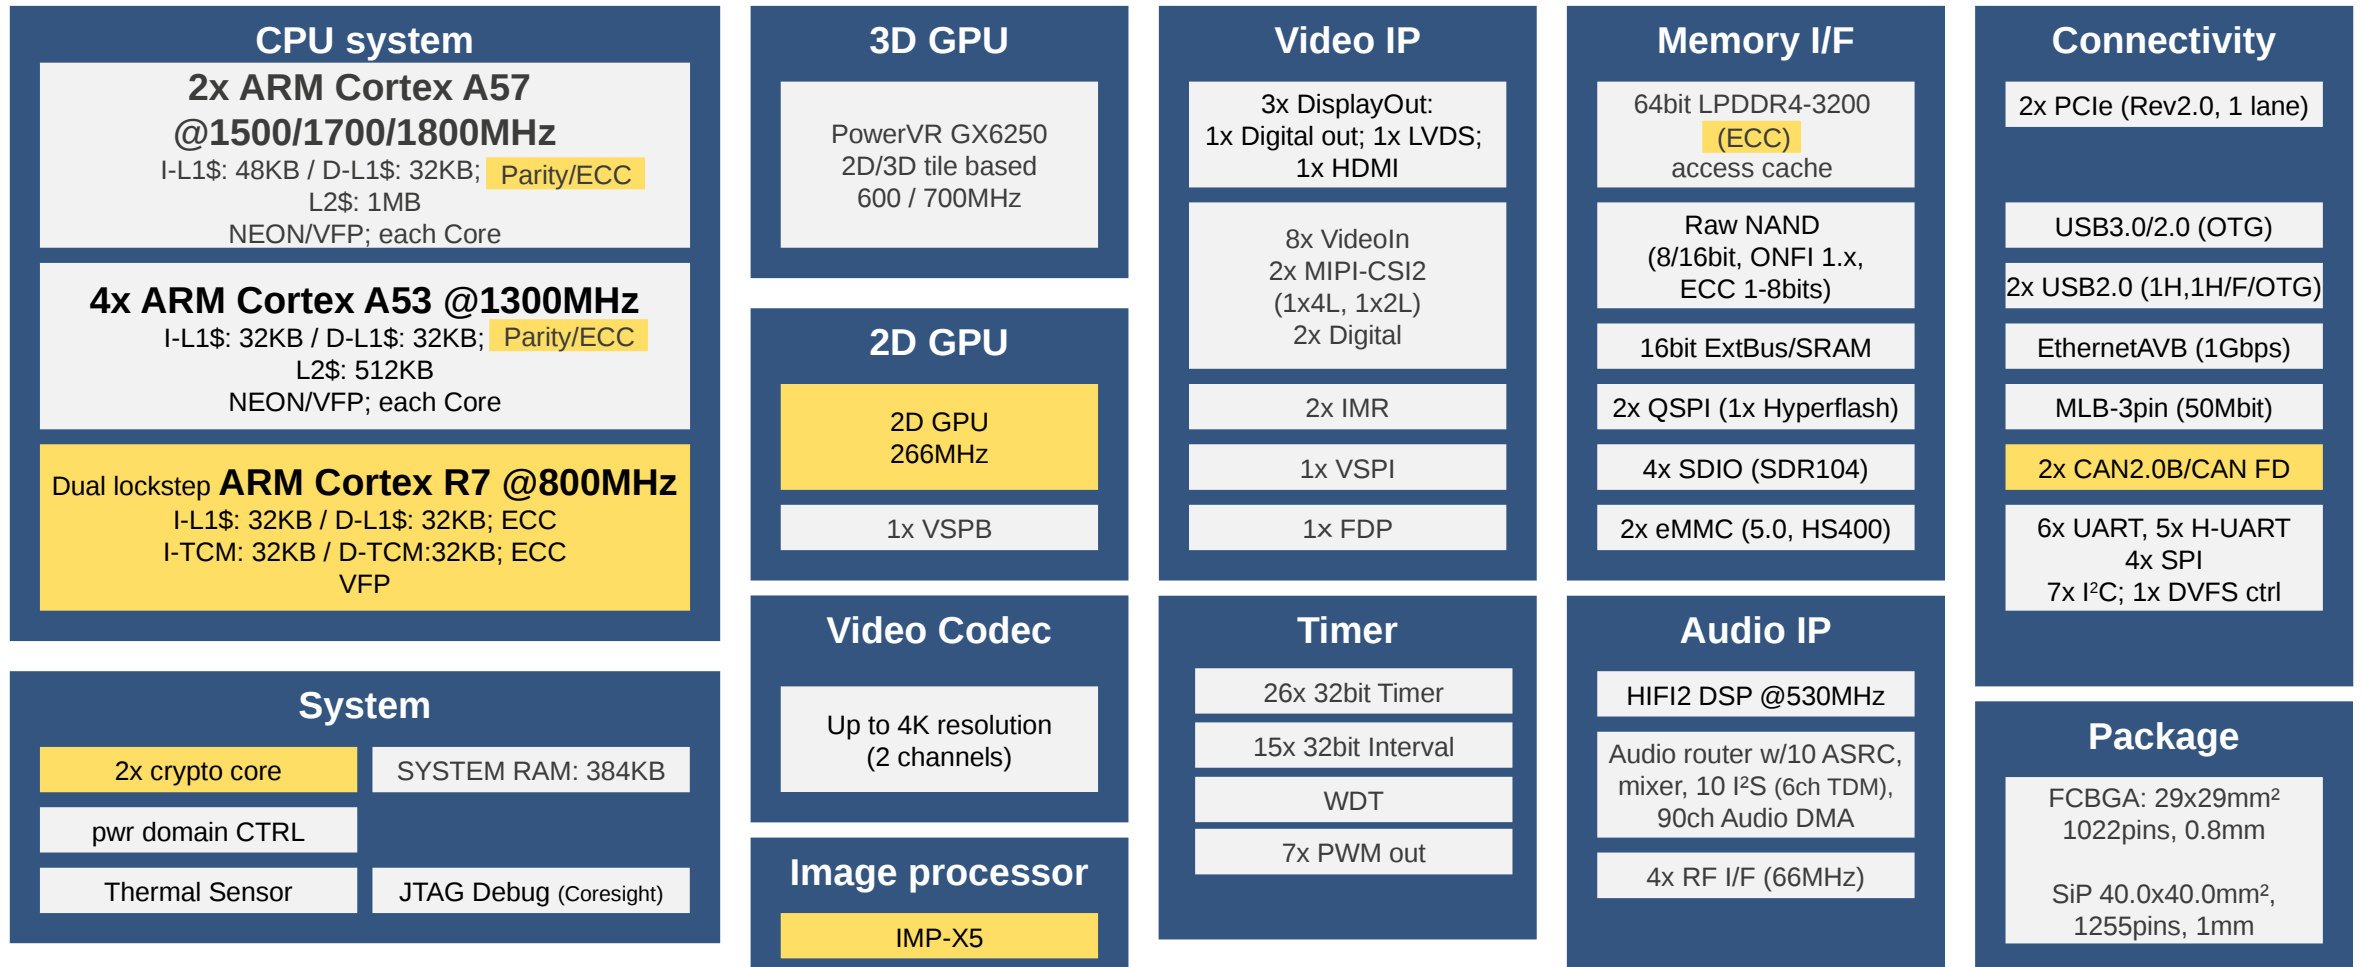 CPU system
2x ARM Cortex A57
@1500/1700/1800MHz
I-L1$: 48KB / D-L1$: 32KB; Parity/ECC
L2$: 1MB
NEON/VFP; each Core
4x ARM Cortex A53 @1300MHz
I-L1$: 32KB / D-L1$: 32KB; Parity/ECC
L2$: 512KB
NEON/VFP; each Core
Dual lockstep ARM Cortex R7 @800MHz
I-L1$: 32KB / D-L1$: 32KB; ECC
I-TCM: 32KB / D-TCM:32KB; ECC
VFP
System
2x crypto core
SYSTEM RAM: 384KB
pwr domain CTRL
Thermal Sensor
JTAG Debug (Coresight)
3D GPU
PowerVR GX6250
2D/3D tile based
600 / 700MHz
2D GPU
2D GPU
266MHz
1x VSPB
Video Codec
Up to 4K resolution
(2 channels)
Image processor
IMP-X5
Video IP
3x DisplayOut:
1x Digital out; 1x LVDS;
1x HDMI
8x VideoIn
2x MIPI-CSI2
(1x4L, 1x2L)
2x Digital
2x IMR
1x VSPI
1x FDP
Timer
26x 32bit Timer
15x 32bit Interval
WDT
7x PWM out
Memory I/F
64bit LPDDR4-3200
(ECC)
access cache
Raw NAND
(8/16bit, ONFI 1.x,
ECC 1-8bits)
16bit ExtBus/SRAM
2x QSPI (1x Hyperflash)
4x SDIO (SDR104)
2x eMMC (5.0, HS400)
Audio IP
HIFI2 DSP @530MHz
Audio router w/10 ASRC,
mixer, 10 I²S (6ch TDM),
90ch Audio DMA
4x RF I/F (66MHz)
Connectivity
2x PCIe (Rev2.0, 1 lane)
USB3.0/2.0 (OTG)
2x USB2.0 (1H,1H/F/OTG)
EthernetAVB (1Gbps)
MLB-3pin (50Mbit)
2x CAN2.0B/CAN FD
6x UART, 5x H-UART
4x SPI
7x I²C; 1x DVFS ctrl
Package
FCBGA: 29x29mm²
1022pins, 0.8mm
SiP 40.0x40.0mm²,
1255pins, 1mm